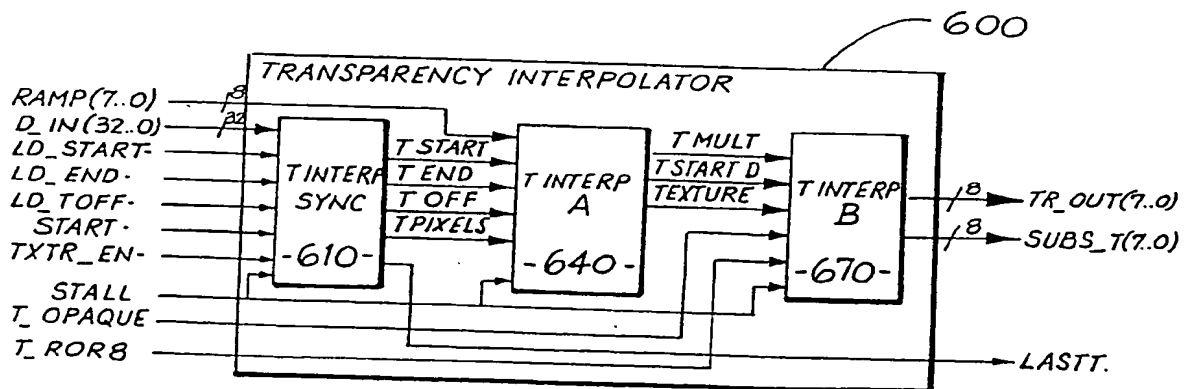 600
TRANSPARENCY INTERPOLATOR
RAMP(7..0)
8
D_IN(32..0)
32
LD_START-
LD_END-
LD_TOFF-
START-
TXTR_EN-
STALL
T_OPAQUE
T_ROR8
T INTERP
SYNC
-610-
T START
T END
T OFF
T PIXELS
T INTERP
A
-640-
T MULT
T START D
TEXTURE
T INTERP
B
-670-
8
TR_OUT(7..0)
8
SUBS_T(7..0)
LASTT.